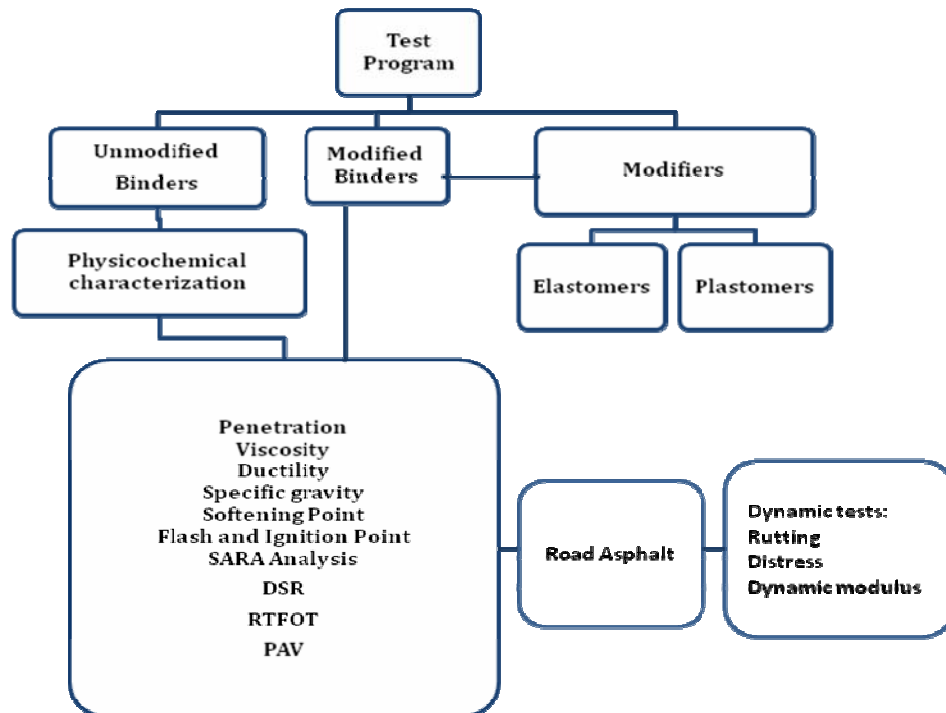 Test
Program
Unmodified
Binders
Modified
Binders
Modifiers
Physicochemical
characterization
Elastomers
Plastomers
Penetration
Viscosity
Ductility
Specific gravity
Softening Point
Flash and Ignition Point
SARA Analysis
DSR
RTFOT
PAV
Road Asphalt
Dynamic tests:
Rutting
Distress
Dynamic modulus